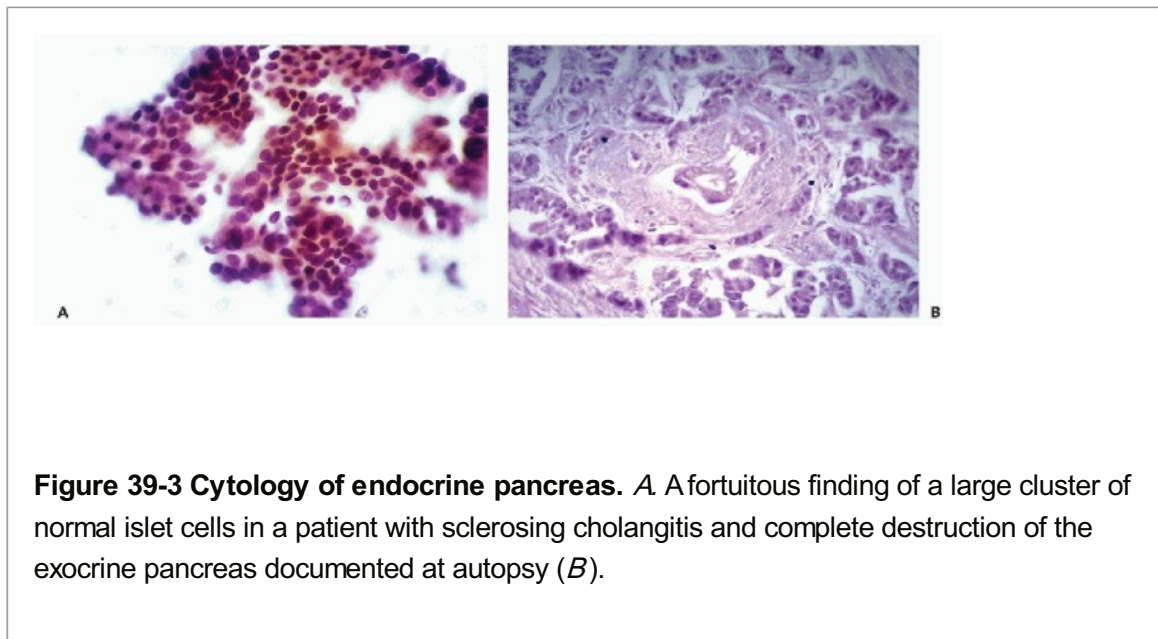 A
B
Figure 39-3 Cytology of endocrine pancreas. A. A fortuitous finding of a large cluster of
normal islet cells in a patient with sclerosing cholangitis and complete destruction of the
exocrine pancreas documented at autopsy (B).